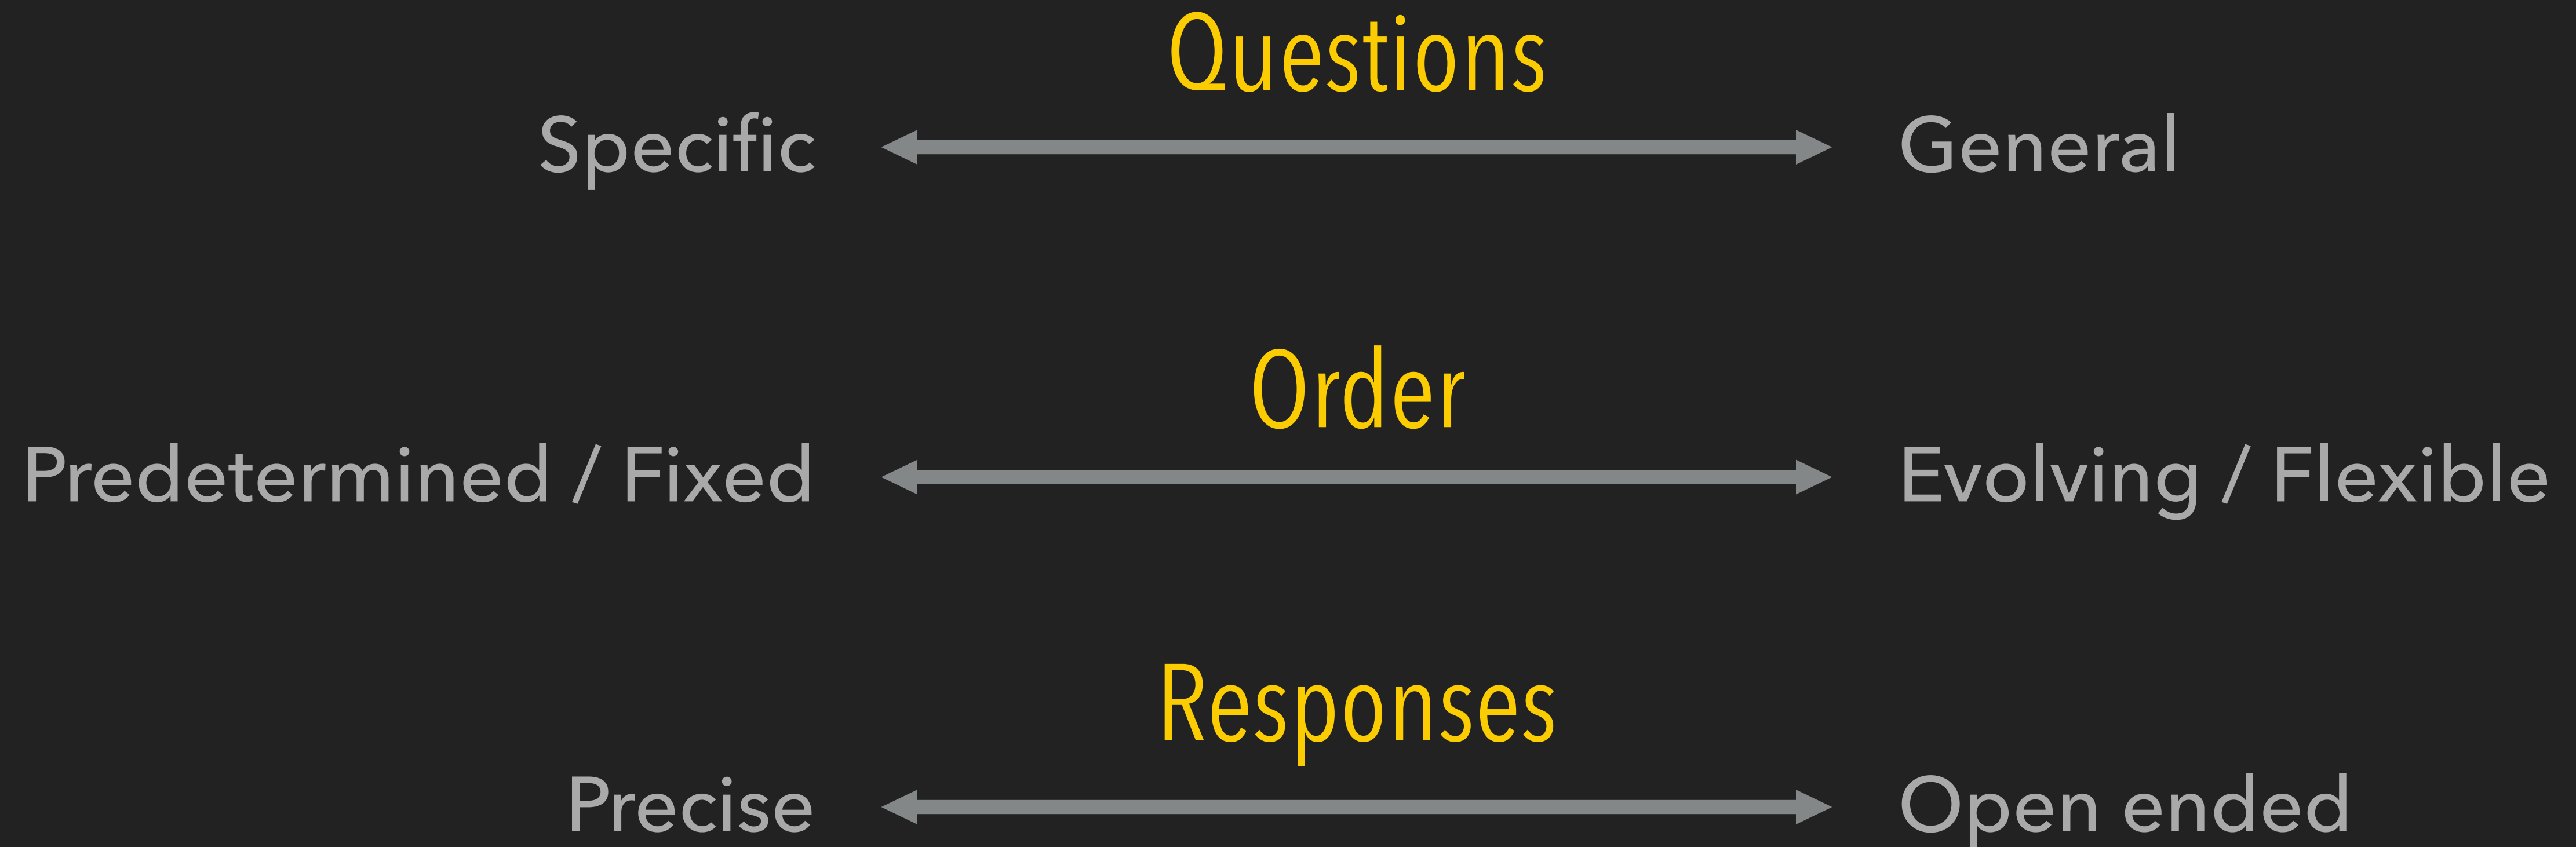 Questions
Specific General
Order
Predetermined / Fixed Evolving / Flexible
Responses
Precise Open ended